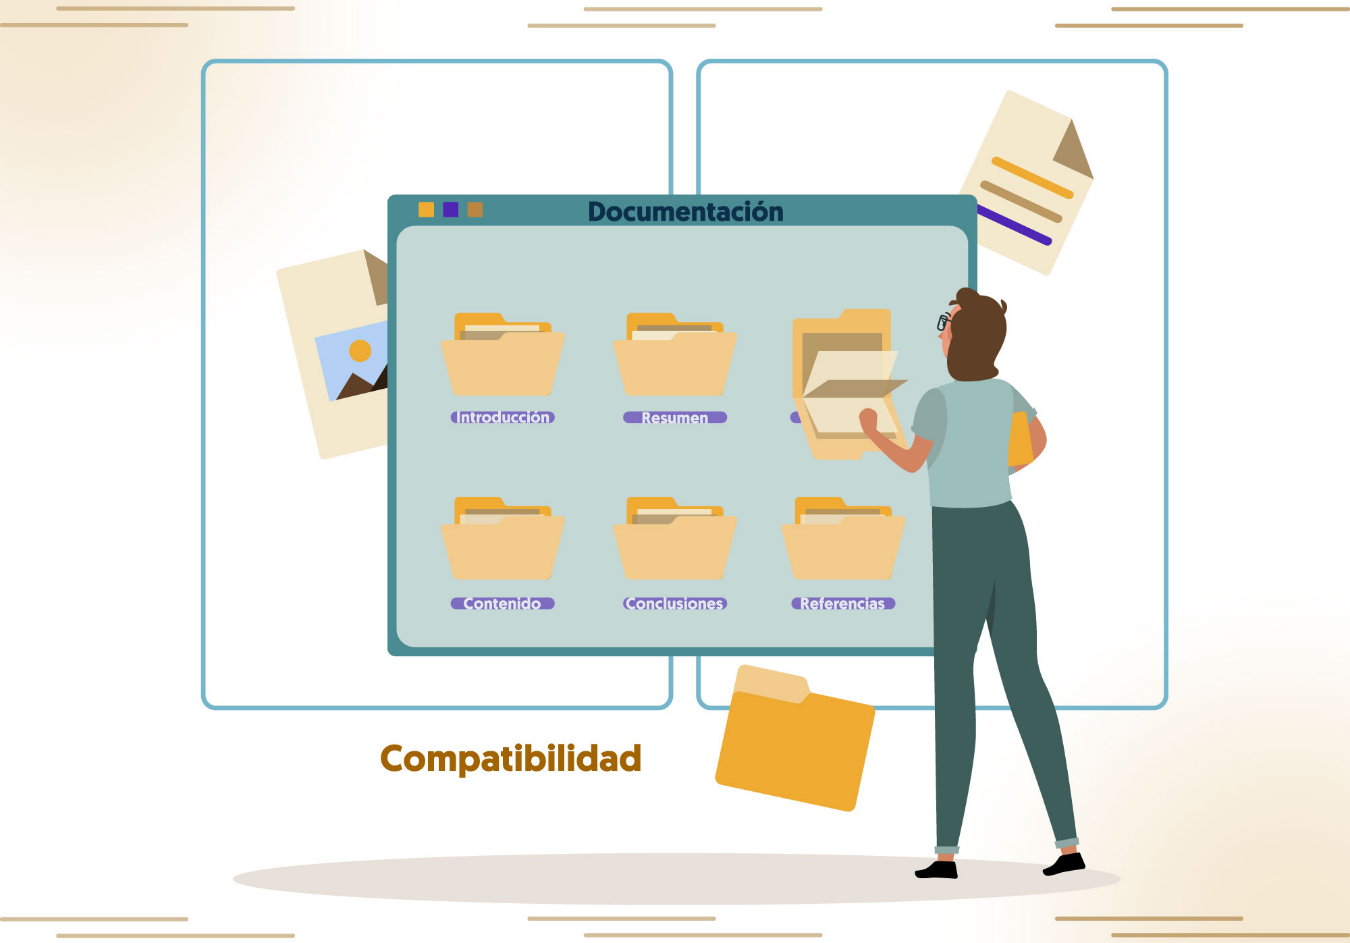 Documentación
Introducción
Resumen
Contenido
Conclusiones
Referencias
Compatibilidad